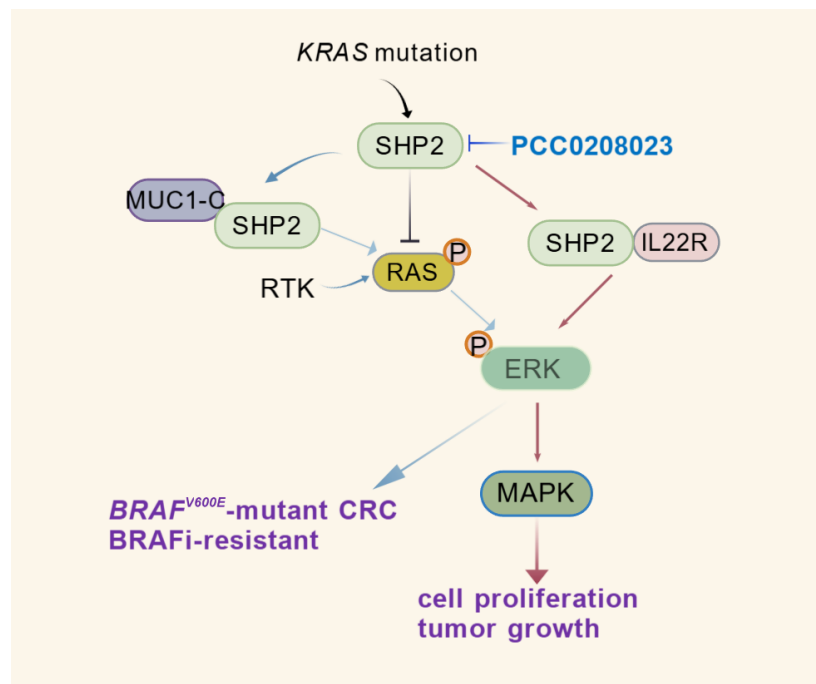 KRAS mutation
SHP2
PCC0208023
MUC1-C
SHP2
SHP2
IL22R
P
RAS
RTK
P
ERK
MAPK
BRAFV600E-mutant CRC
BRAFi-resistant
cell proliferation
tumor growth